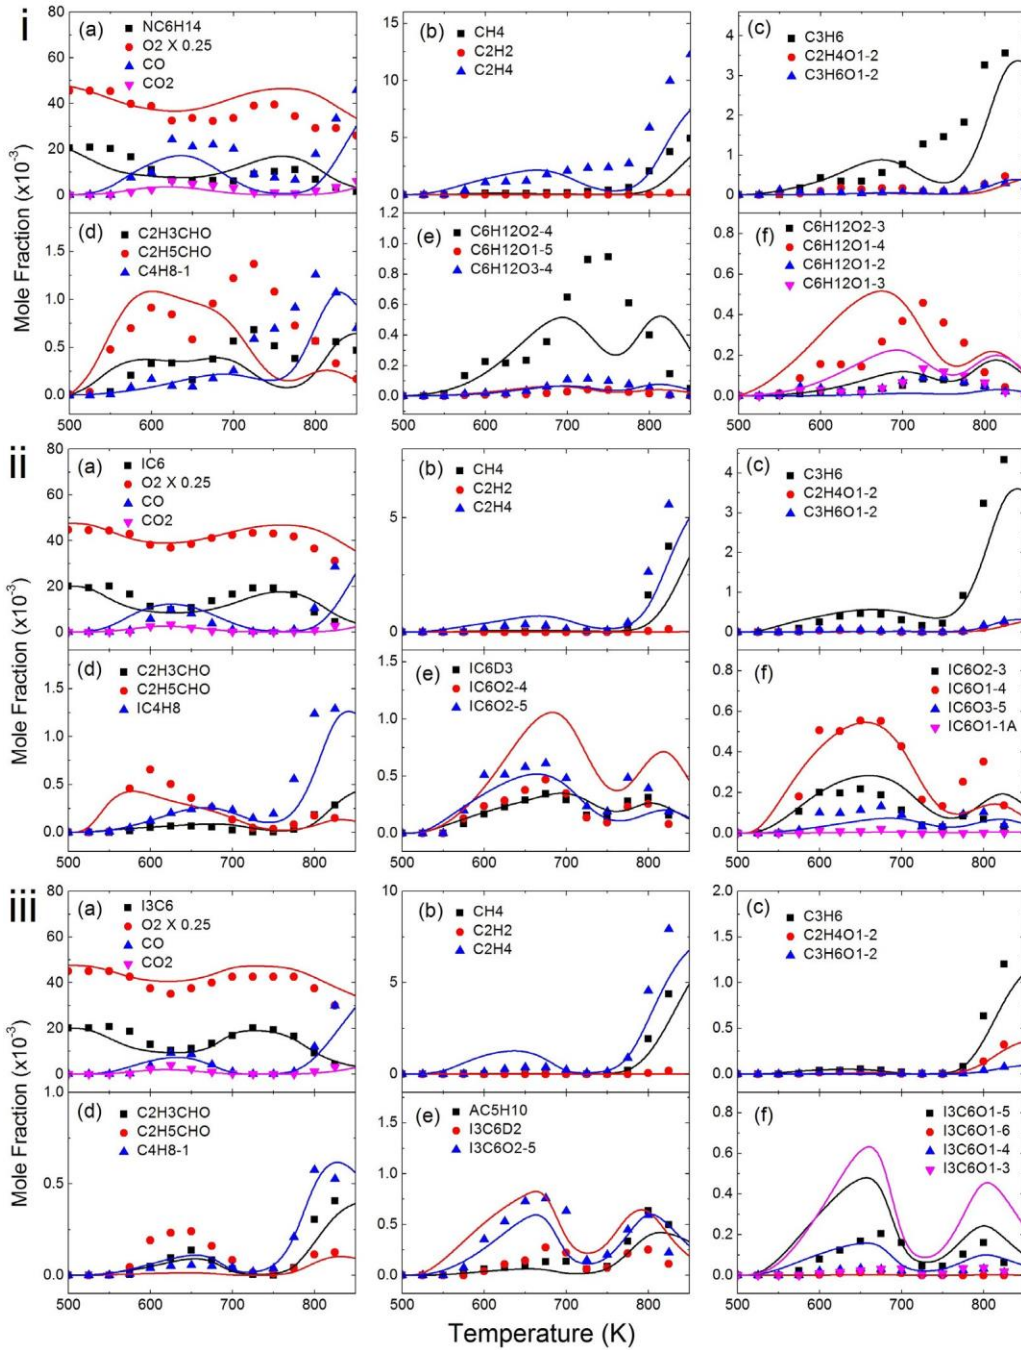 i
(a)
NC6H14
O2 X 0.25
CO
CO2
(b)
CH4
C2H2
C2H4
(c)
C3H6
C2H4O1-2
C3H6O1-2
80
60
40
20
0
15
10
5
0
6
4
2
0
(d)
C2H3CHO
C2H5CHO
C4H8-1
(e)
C6H12O2-4
C6H12O1-5
C6H12O3-4
(f)
C6H12O2-3
C6H12O1-4
C6H12O1-2
C6H12O1-3
1.5
1.0
0.5
0.0
1.2
1.0
0.8
0.6
0.4
0.2
0.0
0.8
0.6
0.4
0.2
0.0
Mole Fraction (x10⁻³)
500 600 700 800
500 600 700 800
500 600 700 800
ii
(a)
IC6
O2 X 0.25
CO
CO2
(b)
CH4
C2H2
C2H4
(c)
C3H6
C2H4O1-2
C3H6O1-2
80
60
40
20
0
5
0
4
3
2
1
0
(d)
C2H3CHO
C2H5CHO
IC4H8
(e)
IC6D3
IC6O2-4
IC6O2-5
(f)
IC6O2-3
IC6O1-4
IC6O3-5
IC6O1-1A
1.5
1.0
0.5
0.0
1.5
1.0
0.5
0.0
0.8
0.6
0.4
0.2
0.0
Mole Fraction (x10⁻³)
500 600 700 800
500 600 700 800
500 600 700 800
iii
(a)
I3C6
O2 X 0.25
CO
CO2
(b)
CH4
C2H2
C2H4
(c)
C3H6
C2H4O1-2
C3H6O1-2
80
60
40
20
0
10
5
0
2.0
1.5
1.0
0.5
0.0
(d)
C2H3CHO
C2H5CHO
C4H8-1
(e)
AC5H10
I3C6D2
I3C6O2-5
(f)
I3C6O1-5
I3C6O1-6
I3C6O1-4
I3C6O1-3
1.0
0.5
0.0
1.5
1.0
0.5
0.0
0.8
0.6
0.4
0.2
0.0
Mole Fraction (x10⁻³)
500 600 700 800
500 600 700 800
500 600 700 800
Temperature (K)